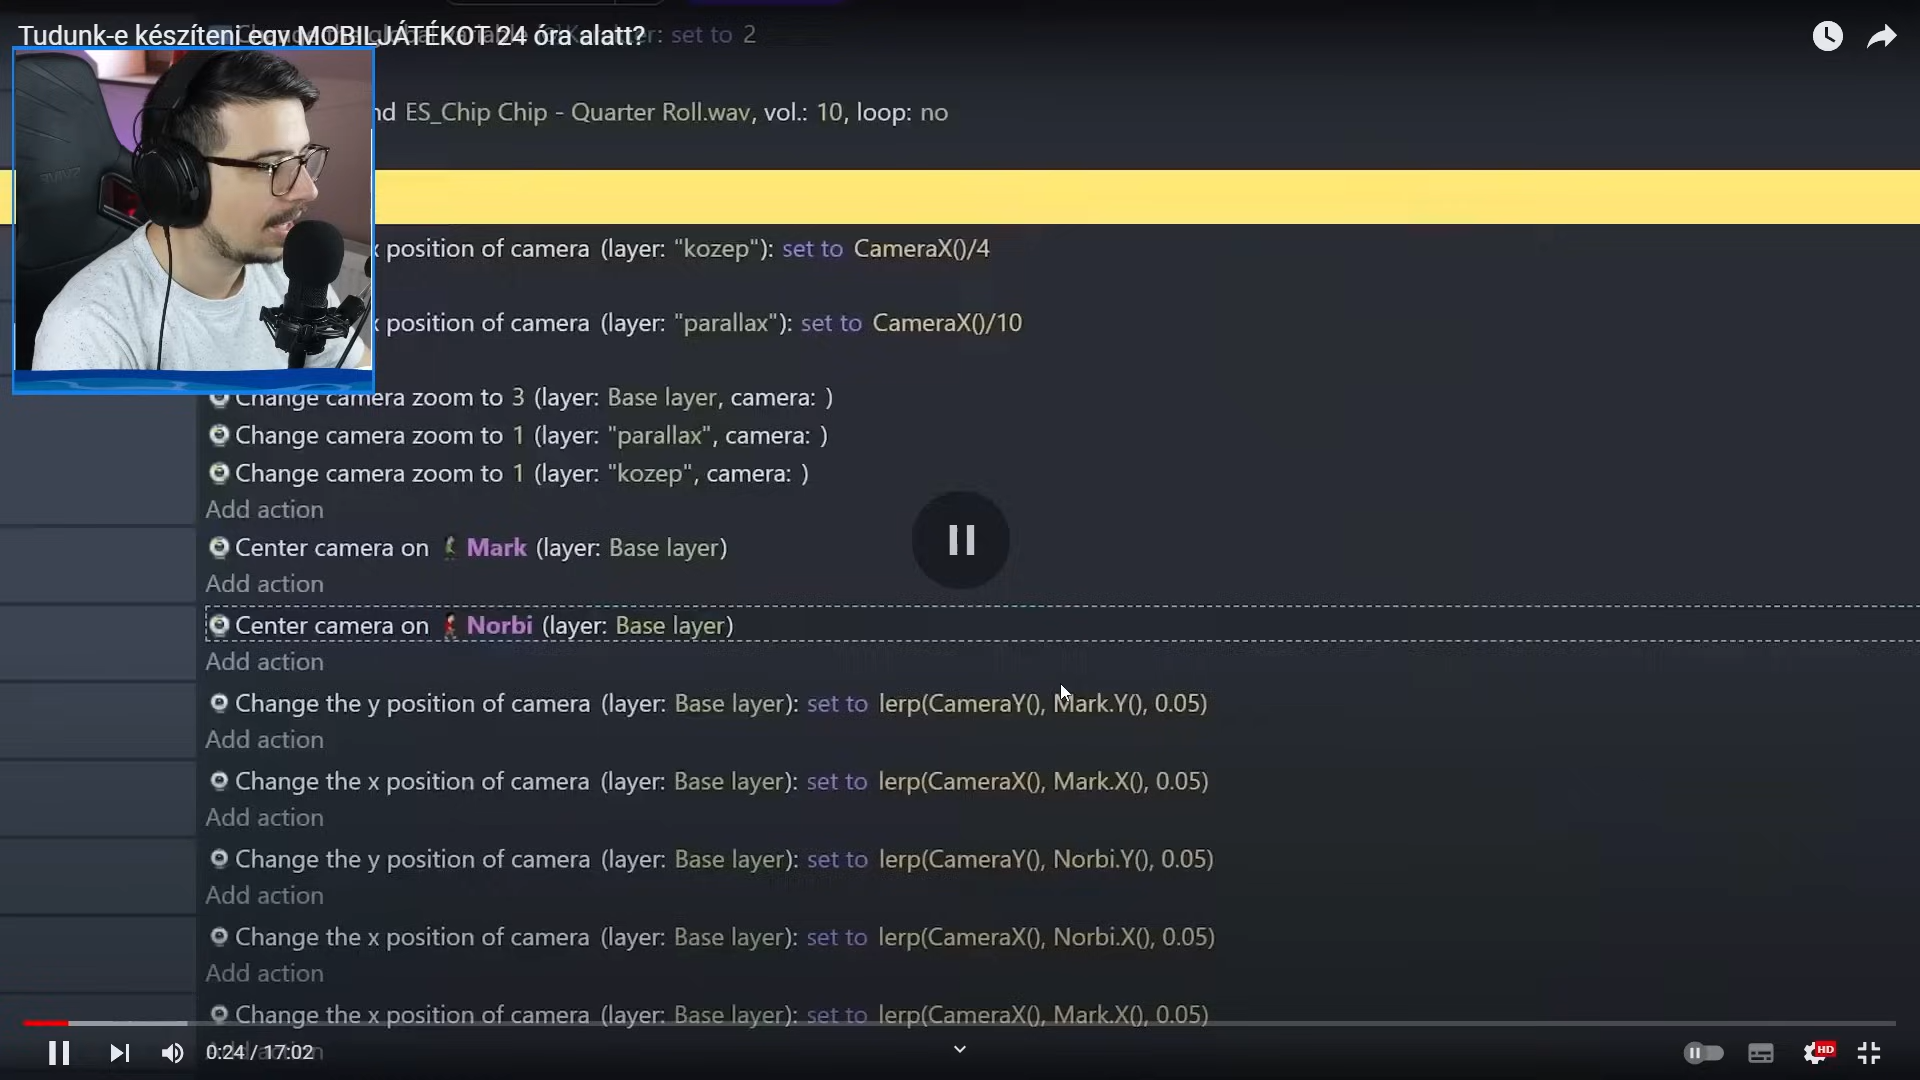 Tudunk-e készíteni egy MOBILJÁTÉKOT 24 óra alatt?
set to 2
nd ES_Chip Chip - Quarter Roll.wav, vol.: 10, loop: no
x position of camera (layer: "kozep"): set to CameraX()/4
x position of camera (layer: "parallax"): set to CameraX()/10
Change camera zoom to 3 (layer: Base layer, camera: )
Change camera zoom to 1 (layer: "parallax", camera: )
Change camera zoom to 1 (layer: "kozep", camera: )
Add action
Center camera on Mark (layer: Base layer)
Add action
Center camera on Norbi (layer: Base layer)
Add action
Change the y position of camera (layer: Base layer): set to lerp(CameraY(), Mark.Y(), 0.05)
Add action
Change the x position of camera (layer: Base layer): set to lerp(CameraX(), Mark.X(), 0.05)
Add action
Change the y position of camera (layer: Base layer): set to lerp(CameraY(), Norbi.Y(), 0.05)
Add action
Change the x position of camera (layer: Base layer): set to lerp(CameraX(), Norbi.X(), 0.05)
Add action
Change the x position of camera (layer: Base layer): set to lerp(CameraX(), Mark.X(), 0.05)
Add action
0:24 / 17:02
HD